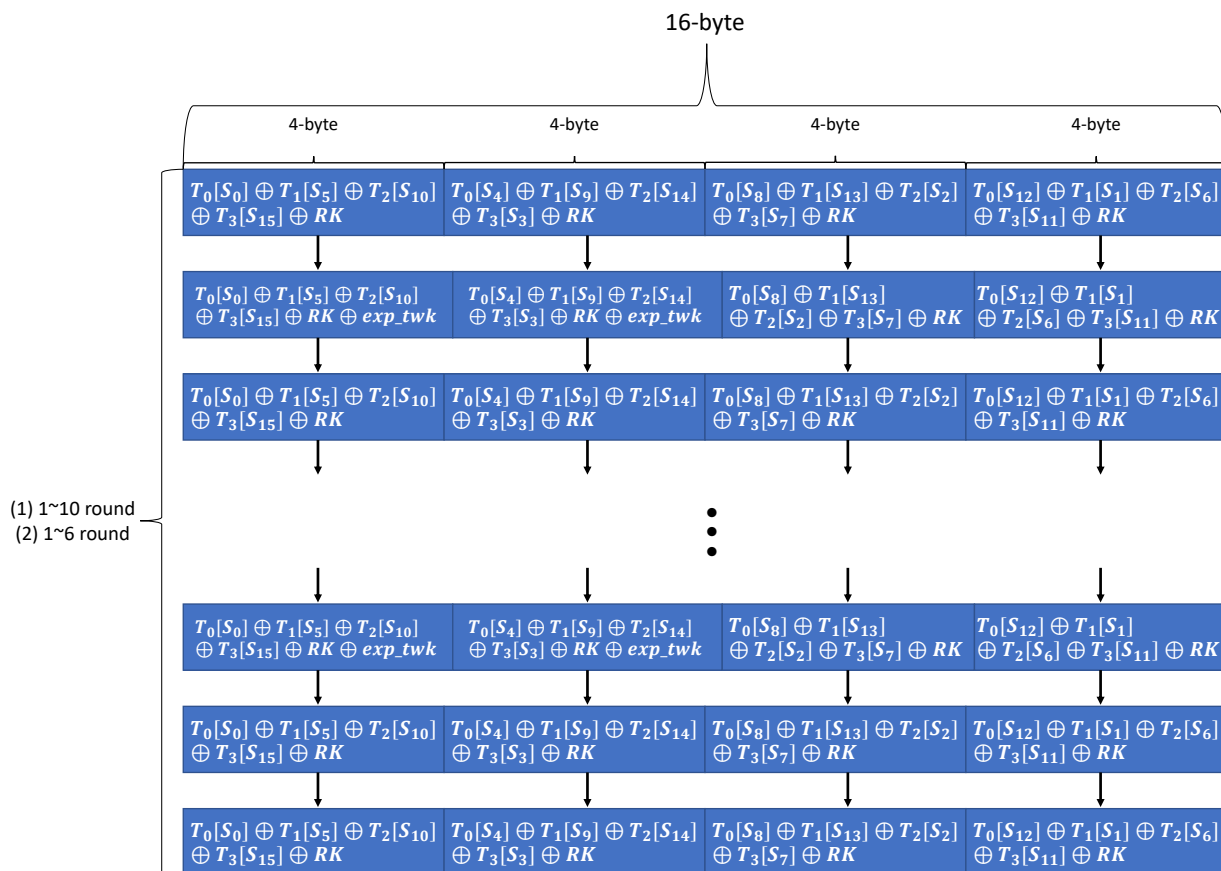 16-byte
4-byte 4-byte 4-byte 4-byte
T₀[S₀] ⊕ T₁[S₅] ⊕ T₂[S₁₀] T₀[S₄] ⊕ T₁[S₉] ⊕ T₂[S₁₄] T₀[S₈] ⊕ T₁[S₁₃] ⊕ T₂[S₂] T₀[S₁₂] ⊕ T₁[S₁] ⊕ T₂[S₆]
⊕ T₃[S₁₅] ⊕ RK ⊕ T₃[S₃] ⊕ RK ⊕ T₃[S₇] ⊕ RK ⊕ T₃[S₁₁] ⊕ RK
T₀[S₀] ⊕ T₁[S₅] ⊕ T₂[S₁₀] T₀[S₄] ⊕ T₁[S₉] ⊕ T₂[S₁₄] T₀[S₈] ⊕ T₁[S₁₃] T₀[S₁₂] ⊕ T₁[S₁]
⊕ T₃[S₁₅] ⊕ RK ⊕ exp_twk ⊕ T₃[S₃] ⊕ RK ⊕ exp_twk ⊕ T₂[S₂] ⊕ T₃[S₇] ⊕ RK ⊕ T₂[S₆] ⊕ T₃[S₁₁] ⊕ RK
T₀[S₀] ⊕ T₁[S₅] ⊕ T₂[S₁₀] T₀[S₄] ⊕ T₁[S₉] ⊕ T₂[S₁₄] T₀[S₈] ⊕ T₁[S₁₃] ⊕ T₂[S₂] T₀[S₁₂] ⊕ T₁[S₁] ⊕ T₂[S₆]
⊕ T₃[S₁₅] ⊕ RK ⊕ T₃[S₃] ⊕ RK ⊕ T₃[S₇] ⊕ RK ⊕ T₃[S₁₁] ⊕ RK
(1) 1~10 round
(2) 1~6 round
T₀[S₀] ⊕ T₁[S₅] ⊕ T₂[S₁₀] T₀[S₄] ⊕ T₁[S₉] ⊕ T₂[S₁₄] T₀[S₈] ⊕ T₁[S₁₃] T₀[S₁₂] ⊕ T₁[S₁]
⊕ T₃[S₁₅] ⊕ RK ⊕ exp_twk ⊕ T₃[S₃] ⊕ RK ⊕ exp_twk ⊕ T₂[S₂] ⊕ T₃[S₇] ⊕ RK ⊕ T₂[S₆] ⊕ T₃[S₁₁] ⊕ RK
T₀[S₀] ⊕ T₁[S₅] ⊕ T₂[S₁₀] T₀[S₄] ⊕ T₁[S₉] ⊕ T₂[S₁₄] T₀[S₈] ⊕ T₁[S₁₃] ⊕ T₂[S₂] T₀[S₁₂] ⊕ T₁[S₁] ⊕ T₂[S₆]
⊕ T₃[S₁₅] ⊕ RK ⊕ T₃[S₃] ⊕ RK ⊕ T₃[S₇] ⊕ RK ⊕ T₃[S₁₁] ⊕ RK
T₀[S₀] ⊕ T₁[S₅] ⊕ T₂[S₁₀] T₀[S₄] ⊕ T₁[S₉] ⊕ T₂[S₁₄] T₀[S₈] ⊕ T₁[S₁₃] ⊕ T₂[S₂] T₀[S₁₂] ⊕ T₁[S₁] ⊕ T₂[S₆]
⊕ T₃[S₁₅] ⊕ RK ⊕ T₃[S₃] ⊕ RK ⊕ T₃[S₇] ⊕ RK ⊕ T₃[S₁₁] ⊕ RK